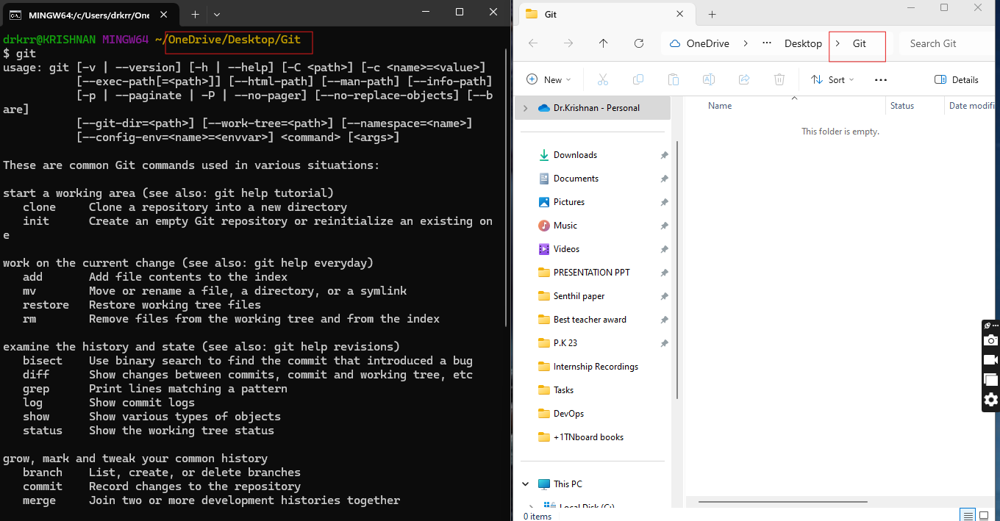 MINGW64:/c/Users/drkrr/One
drkrr@KRISHNAN MINGW64 ~/OneDrive/Desktop/Git
$ git
usage: git [-v | --version] [-h | --help] [-C <path>] [-c <name>=<value>]
[--exec-path[=<path>]] [--html-path] [--man-path] [--info-path]
[-p | --paginate | -P | --no-pager] [--no-replace-objects] [--b
are]
[--git-dir=<path>] [--work-tree=<path>] [--namespace=<name>]
[--config-env=<name>=<envvar>] <command> [<args>]
These are common Git commands used in various situations:
start a working area (see also: git help tutorial)
clone Clone a repository into a new directory
init Create an empty Git repository or reinitialize an existing on
e
work on the current change (see also: git help everyday)
add Add file contents to the index
mv Move or rename a file, a directory, or a symlink
restore Restore working tree files
rm Remove files from the working tree and from the index
examine the history and state (see also: git help revisions)
bisect Use binary search to find the commit that introduced a bug
diff Show changes between commits, commit and working tree, etc
grep Print lines matching a pattern
log Show commit logs
show Show various types of objects
status Show the working tree status
grow, mark and tweak your common history
branch List, create, or delete branches
commit Record changes to the repository
merge Join two or more development histories together
Git
OneDrive > ··· Desktop > Git
Search Git
New
Sort
···
Details
Dr.Krishnan - Personal
Downloads
Documents
Pictures
Music
Videos
PRESENTATION PPT
Senthil paper
Best teacher award
P.K 23
Internship Recordings
Tasks
DevOps
+1TNboard books
This PC
Local Disk (C:)
0 items
Name Status Date modifi
This folder is empty.